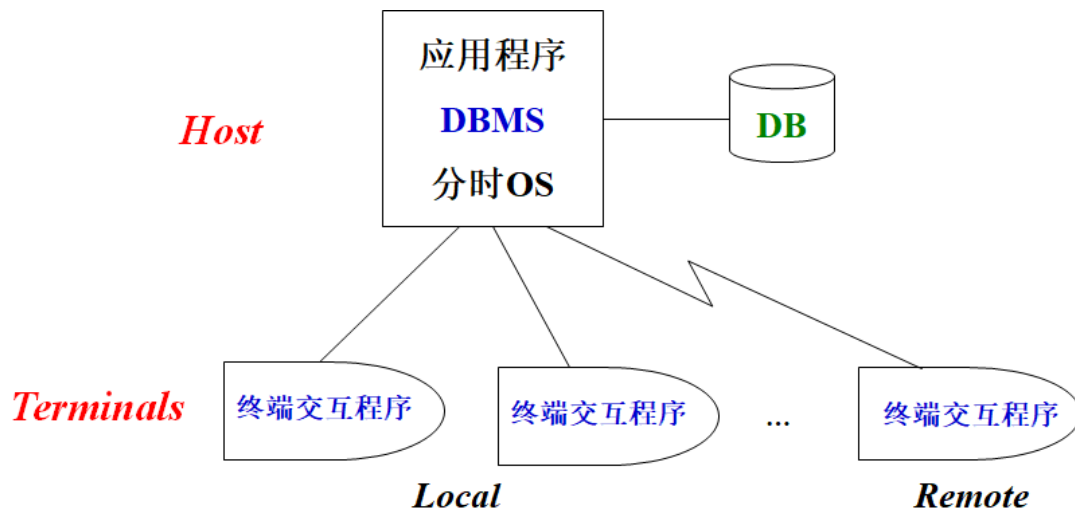 应用程序
Host
DBMS
DB
分时OS
Terminals
终端交互程序
终端交互程序
...
终端交互程序
Local
Remote